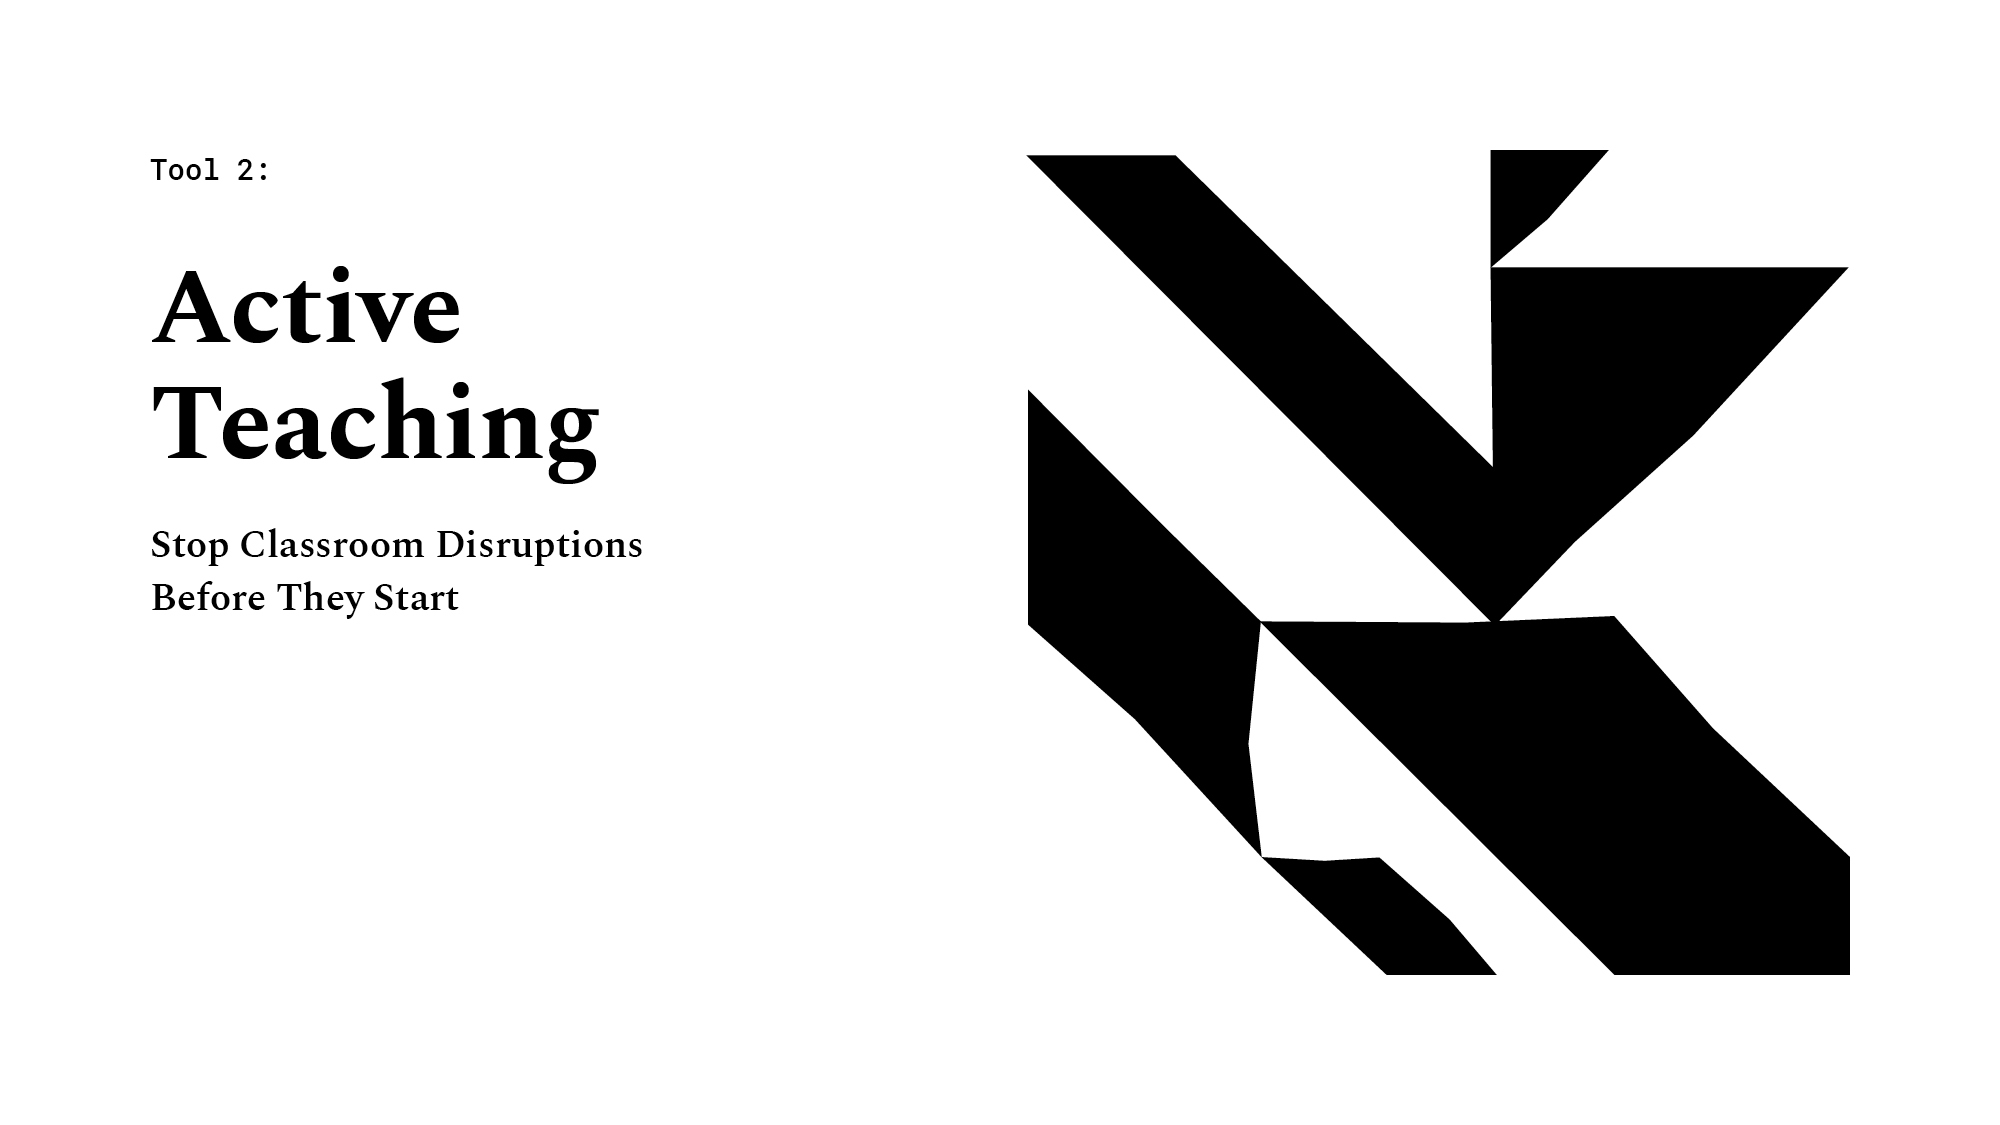 Tool 2:
Active
Teaching
Stop Classroom Disruptions
Before They Start